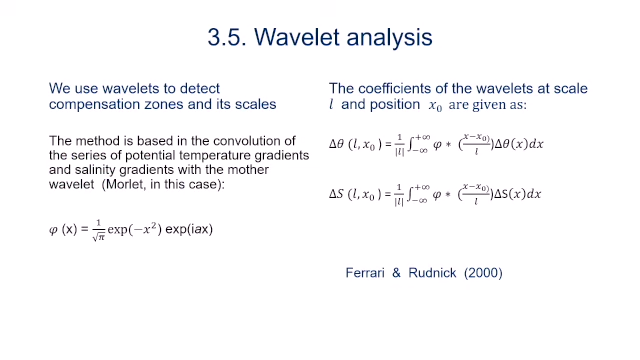 3.5. Wavelet analysis
We use wavelets to detect
compensation zones and its scales
The method is based in the convolution of
the series of potential temperature gradients
and salinity gradients with the mother
wavelet (Morlet, in this case):
φ (x) = 1/√π exp(−x²) exp(iax)
The coefficients of the wavelets at scale
l and position x₀ are given as:
Δθ (l, x₀ ) = 1/|l| ∫₋∞⁺∞ φ * (x−x₀)/l)Δθ(x)dx
ΔS (l, x₀ ) = 1/|l| ∫₋∞⁺∞ φ * (x−x₀)/l)ΔS(x)dx
Ferrari & Rudnick (2000)